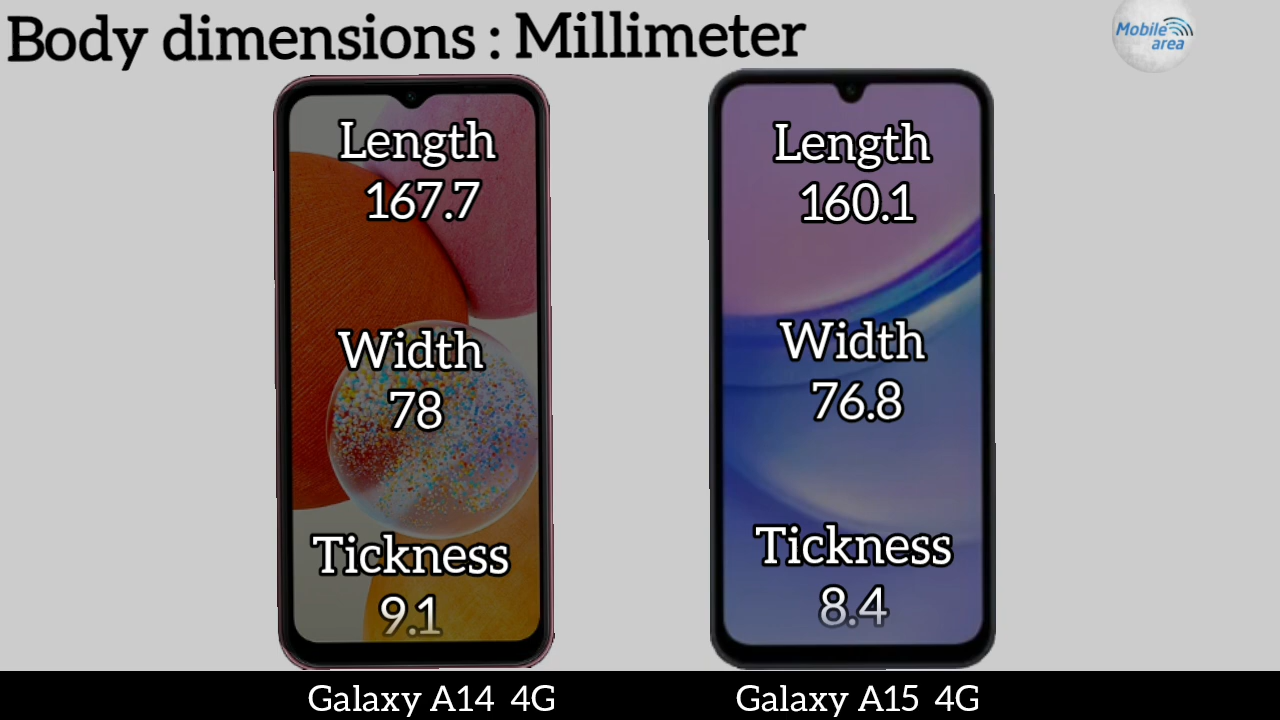 Body dimensions : Millimeter
Mobile
area
Length
167.7
Width
78
Tickness
9.1
Length
160.1
Width
76.8
Tickness
8.4
Galaxy A14 4G
Galaxy A15 4G